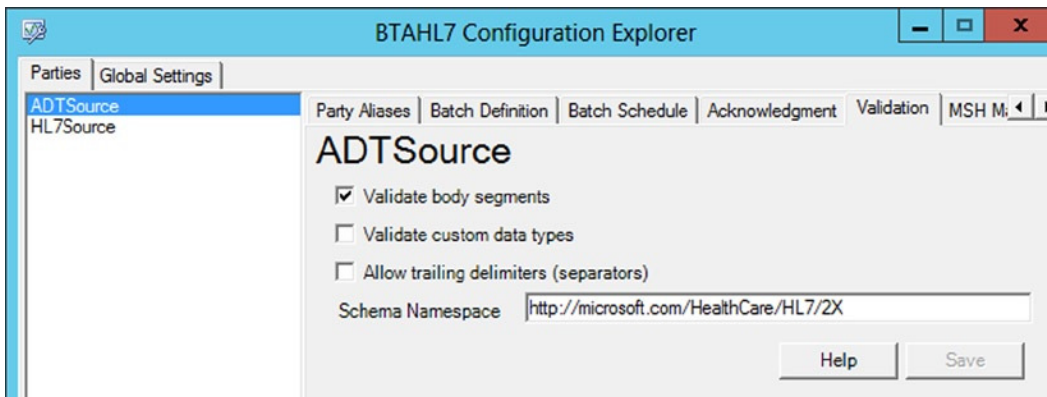 BTAHL7 Configuration Explorer
Parties Global Settings
ADTSource
HL7Source
Party Aliases Batch Definition Batch Schedule Acknowledgment Validation MSH M
ADTSource
Validate body segments
Validate custom data types
Allow trailing delimiters (separators)
Schema Namespace http://microsoft.com/HealthCare/HL7/2X
Help Save